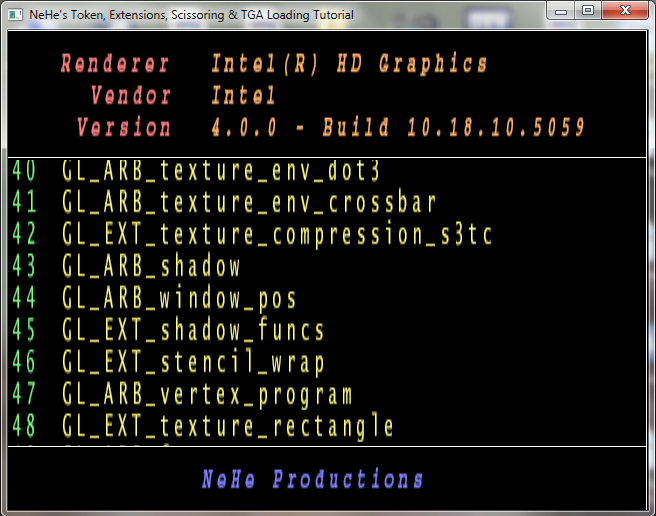 NeHe's Token, Extensions, Scissoring & TGA Loading Tutorial
Renderer Intel(R) HD Graphics
Vendor Intel
Version 4.0.0 - Build 10.18.10.5059
40 GL_ARB_texture_env_dot3
41 GL_ARB_texture_env_crossbar
42 GL_EXT_texture_compression_s3tc
43 GL_ARB_shadow
44 GL_ARB_window_pos
45 GL_EXT_shadow_funcs
46 GL_EXT_stencil_wrap
47 GL_ARB_vertex_program
48 GL_EXT_texture_rectangle
NeHe Productions